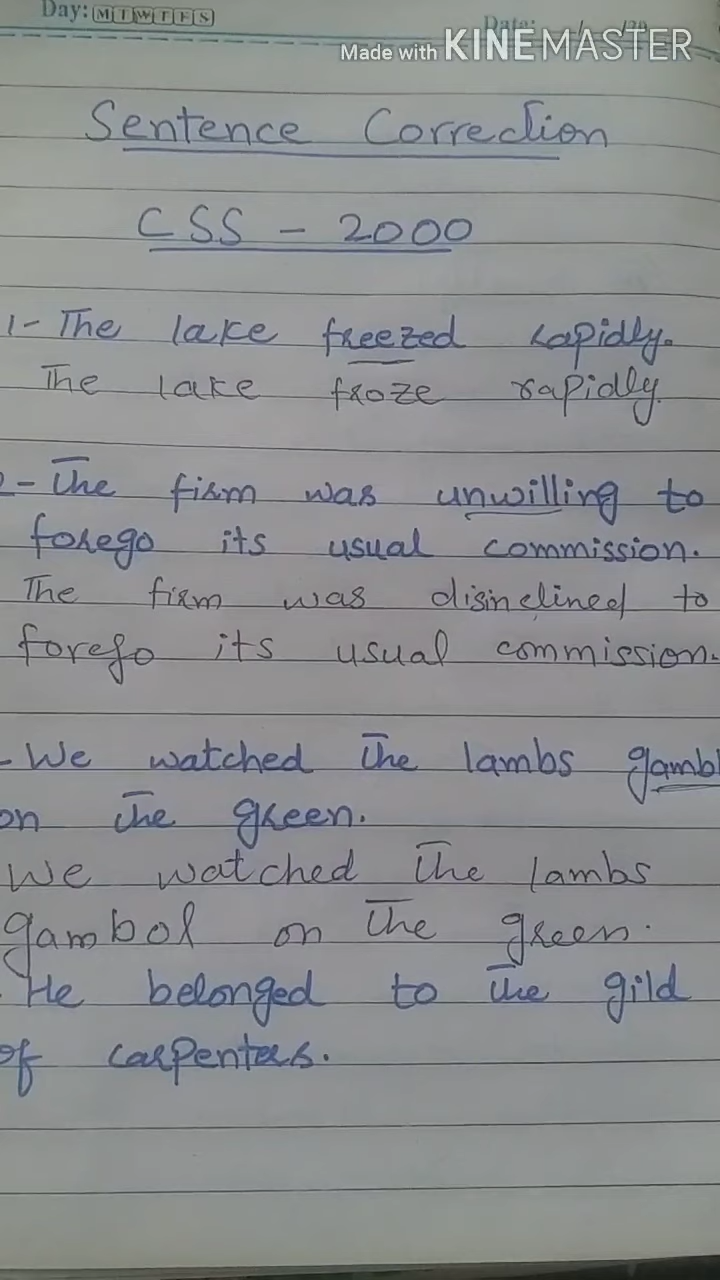 Day: M T W T F S
Date: / /20
Made with KINEMASTER
Sentence Correction
CSS - 2000
1- The lake freezed rapidly.
The lake froze rapidly.
2- The firm was unwilling to
forego its usual commission.
The firm was disinclined to
forego its usual commission.
- We watched the lambs gambl
on the green.
We watched the lambs
gambol on the green.
. He belonged to the gild
of carpenters.